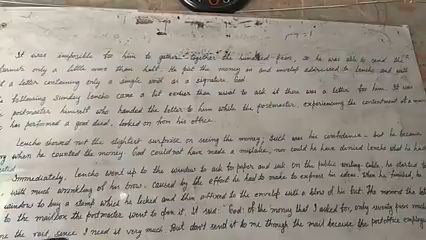 It was impossible for him to gather together the hundred pesos, so he was able to send the
farmer only a little more than half. He put the money in an envelop addressed to Lencho and with
it a letter containing only a single word as a signature. God
following Sunday Lencho came a bit earlier than usual to ask if there was a letter for him. It was
postmaster himself who handed the letter to him while the postmaster, experiencing the contentment of a man
has performed a good deed, looked on from his office.
Lencho showed not the slightest surprise on seeing the money; such was his confidence - but he became
when he counted the money. God could not have made a mistake, nor could he have denied Lencho what he had
Immediately, Lencho went up to the window to ask for paper and ink. On the public writing-table, he started to
with much wrinkling of his brow, caused by the effort he had to make to express his ideas. When he finished, he
window to buy a stamp which he licked and then affixed to the envelop with a blow of his fist. The moment the letter
to the mailbox the postmaster went to open it. It said: "God of the money that I asked for, only seventy pesos reached
me the rest, since I need it very much. But don't send it to me through the mail because the post office employees